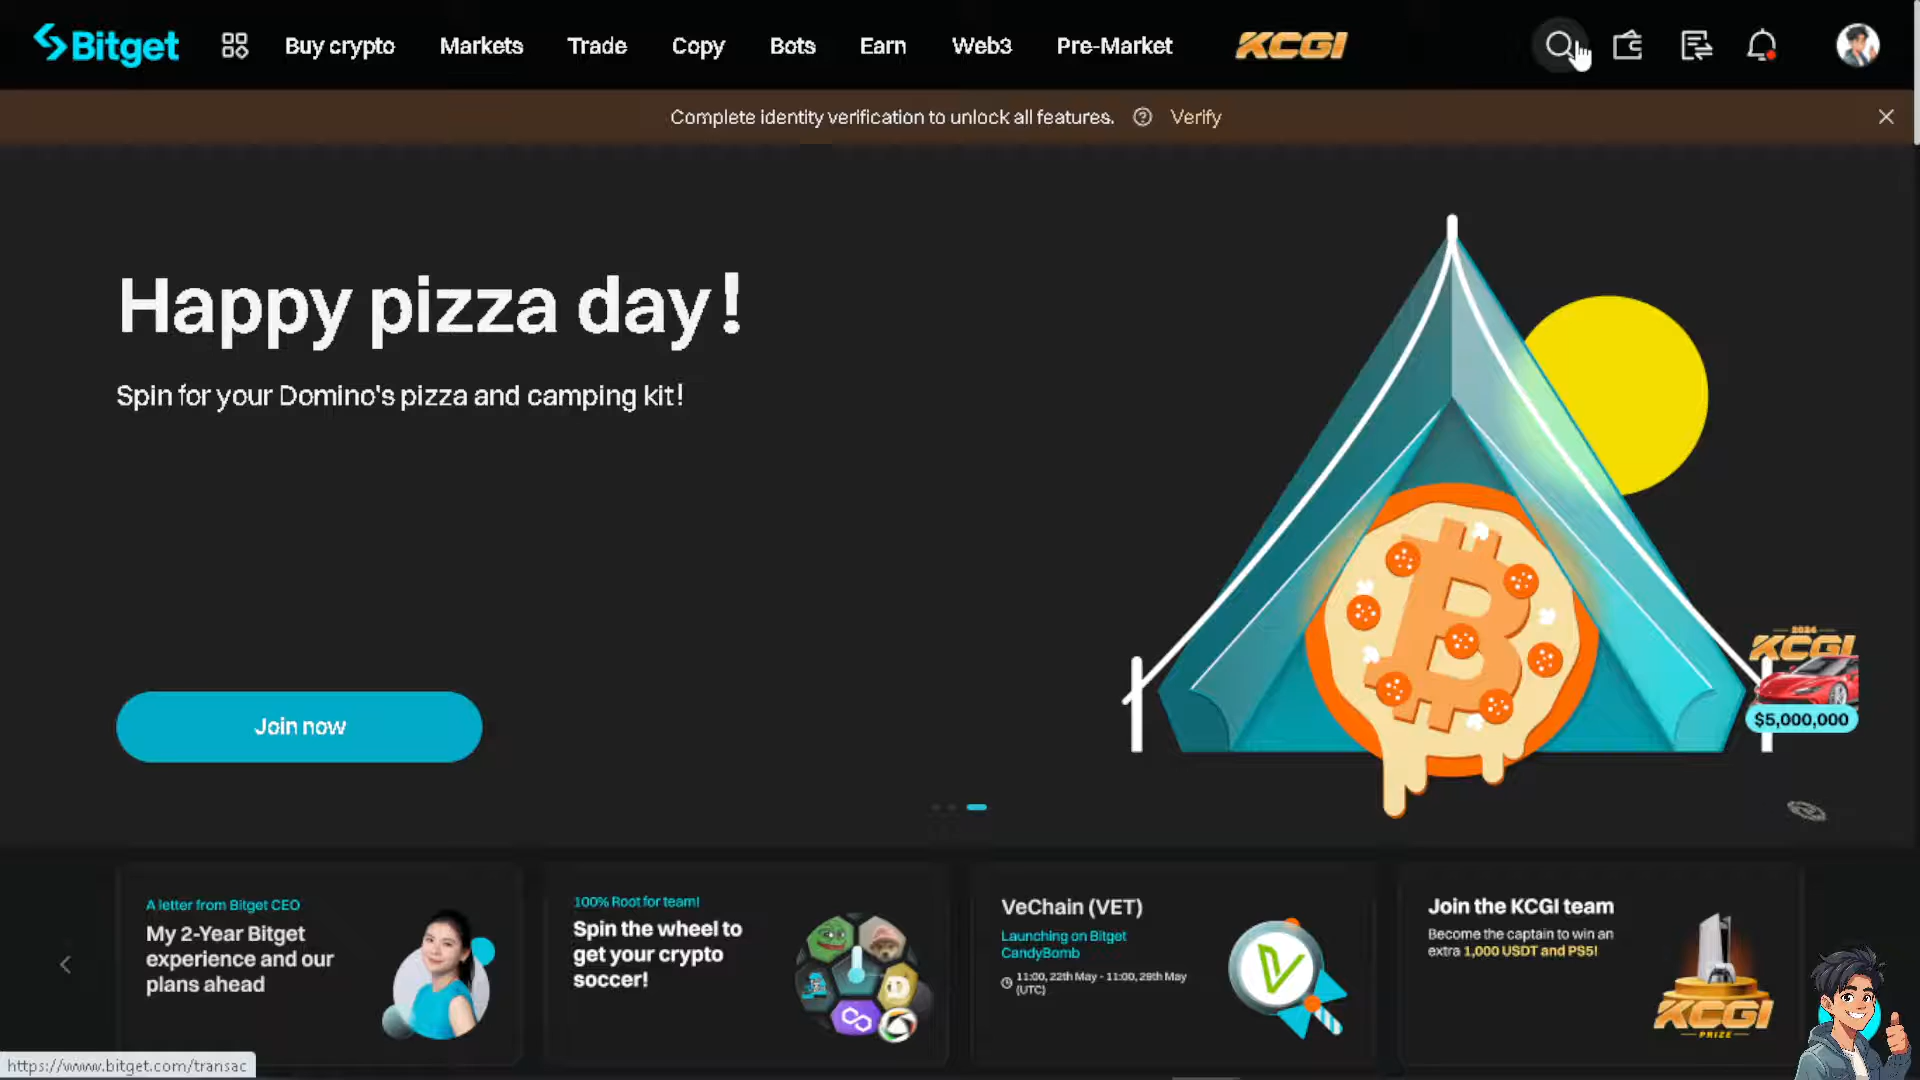 Bitget
Buy crypto
Markets
Trade
Copy
Bots
Earn
Web3
Pre-Market
KCGI
Complete identity verification to unlock all features. Verify
Happy pizza day!
Spin for your Domino's pizza and camping kit!
Join now
2024
KCGI
$5,000,000
A letter from Bitget CEO
My 2-Year Bitget
experience and our
plans ahead
100% Root for team!
Spin the wheel to
get your crypto
soccer!
VeChain (VET)
Launching on Bitget
CandyBomb
11:00, 22th May - 11:00, 29th May
(UTC)
Join the KCGI team
Become the captain to win an
extra 1,000 USDT and PS5!
KCGI
PRIZE
https://www.bitget.com/transac